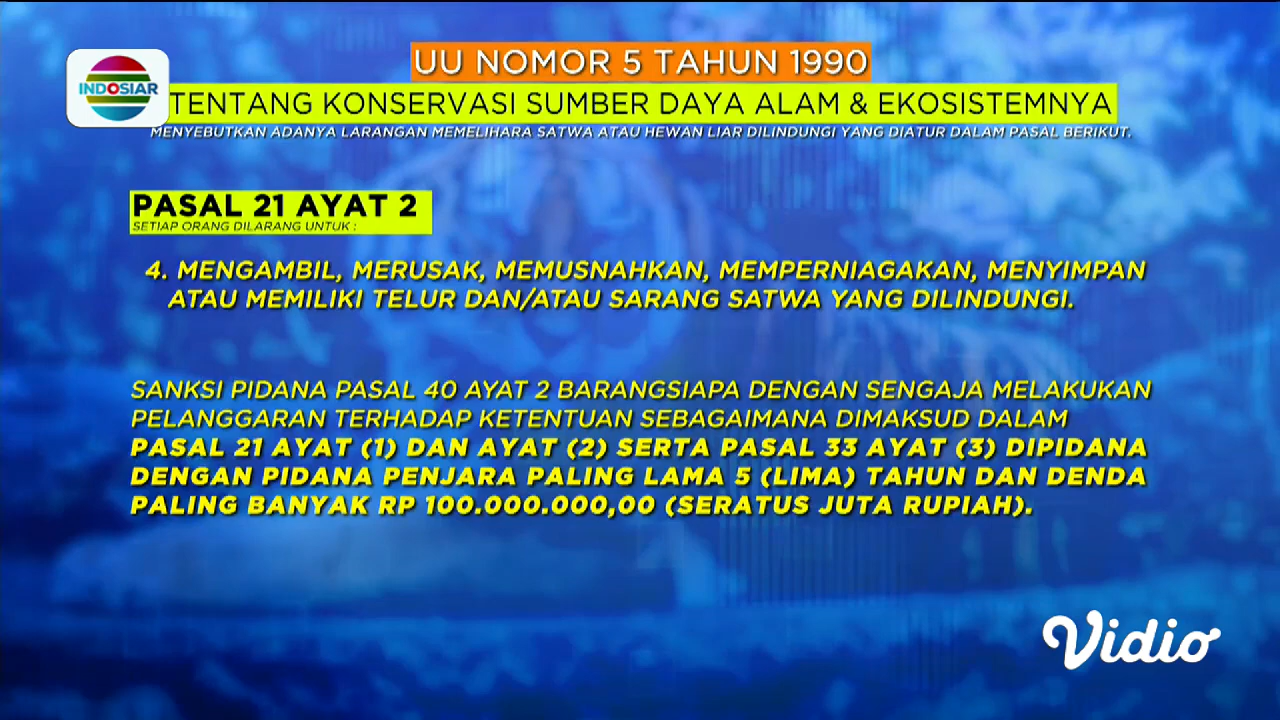 UU NOMOR 5 TAHUN 1990
INDOSIAR
TENTANG KONSERVASI SUMBER DAYA ALAM & EKOSISTEMNYA
MENYEBUTKAN ADANYA LARANGAN MEMELIHARA SATWA ATAU HEWAN LIAR DILINDUNGI YANG DIATUR DALAM PASAL BERIKUT.
PASAL 21 AYAT 2
SETIAP ORANG DILARANG UNTUK :
4. MENGAMBIL, MERUSAK, MEMUSNAHKAN, MEMPERNIAGAKAN, MENYIMPAN
ATAU MEMILIKI TELUR DAN/ATAU SARANG SATWA YANG DILINDUNGI.
SANKSI PIDANA PASAL 40 AYAT 2 BARANGSIAPA DENGAN SENGAJA MELAKUKAN
PELANGGARAN TERHADAP KETENTUAN SEBAGAIMANA DIMAKSUD DALAM
PASAL 21 AYAT (1) DAN AYAT (2) SERTA PASAL 33 AYAT (3) DIPIDANA
DENGAN PIDANA PENJARA PALING LAMA 5 (LIMA) TAHUN DAN DENDA
PALING BANYAK RP 100.000.000,00 (SERATUS JUTA RUPIAH).
Vidio